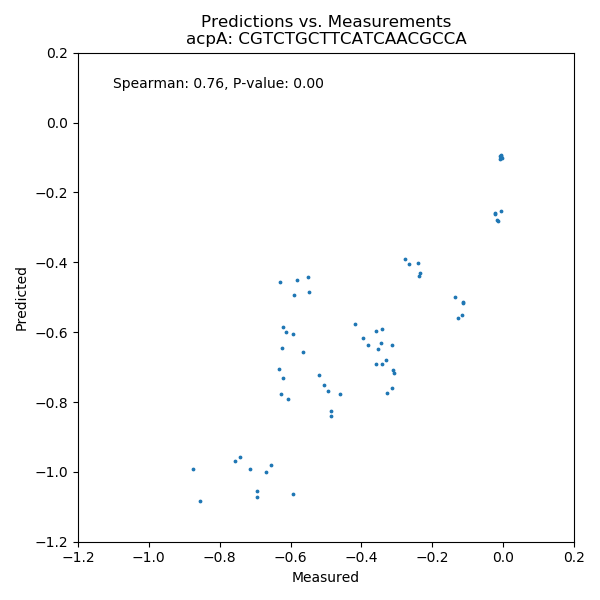 Predictions vs. Measurements
acpA: CGTCTGCTTCATCAACGCCA
Spearman: 0.76, P-value: 0.00
0.2
0.0
−0.2
−0.4
−0.6
−0.8
−1.0
−1.2
Predicted
−1.2 −1.0 −0.8 −0.6 −0.4 −0.2 0.0 0.2
Measured